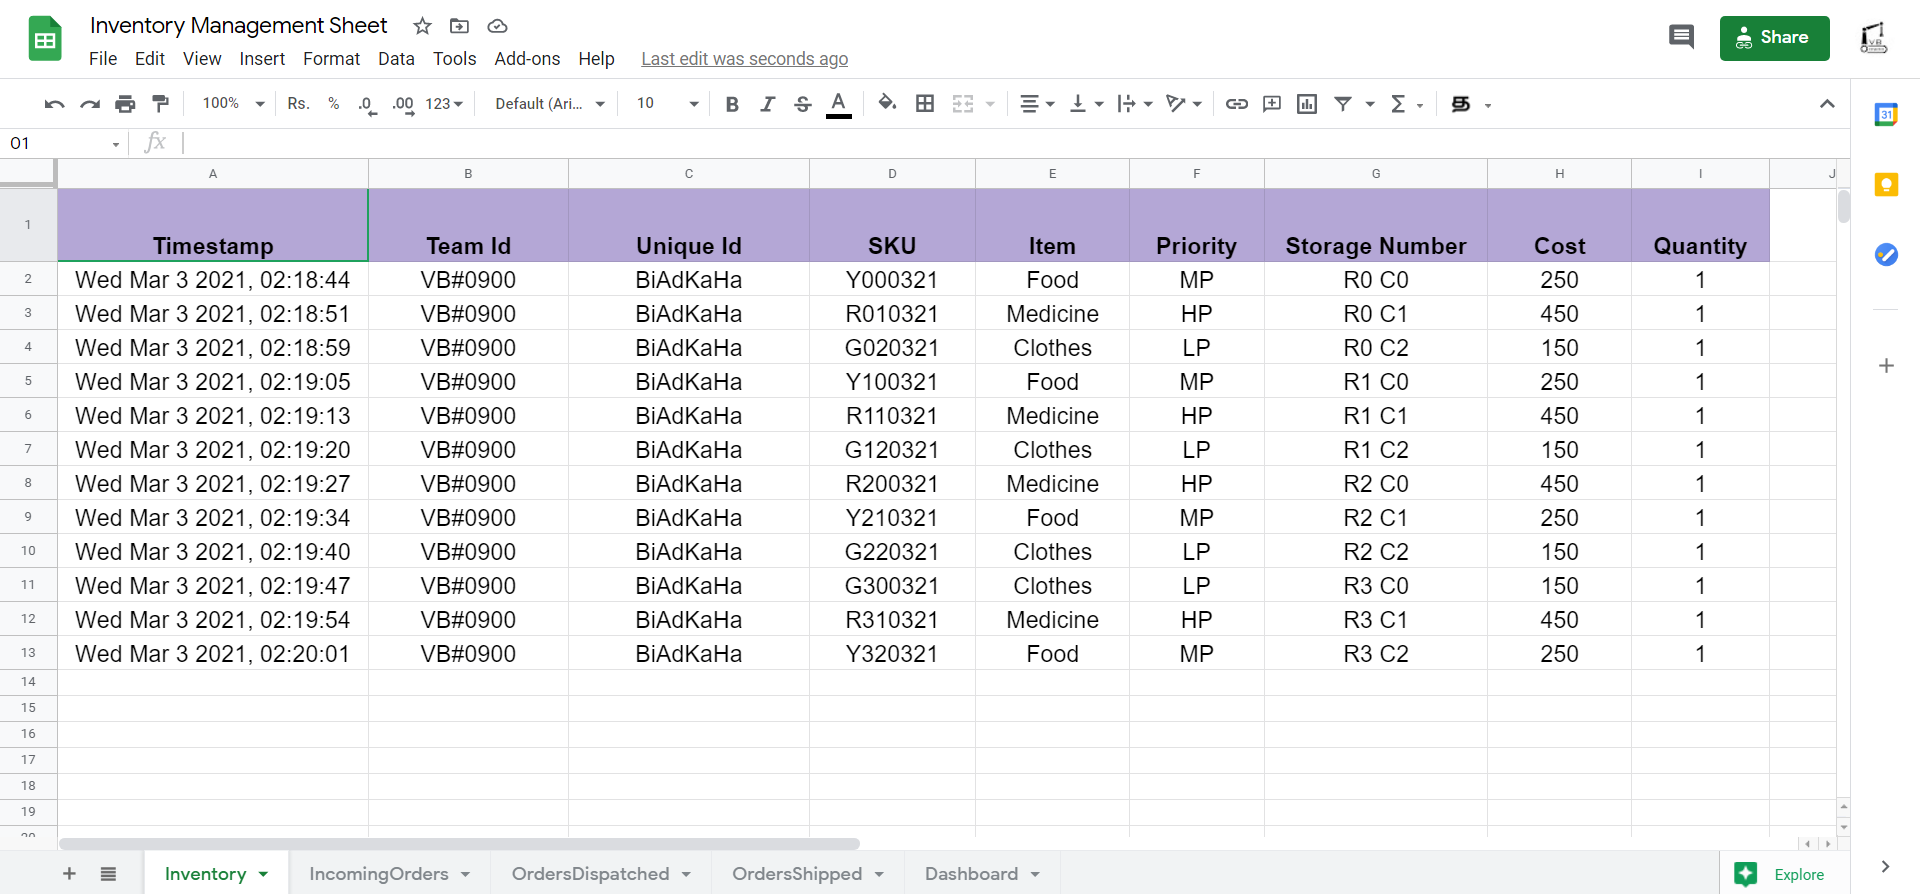 Inventory Management Sheet
File Edit View Insert Format Data Tools Add-ons Help Last edit was seconds ago
Share
100% Rs. % .0 .00 123 Default (Ari... 10 B I S A
31
O1 fx
A B C D E F G H I J
1 Timestamp Team Id Unique Id SKU Item Priority Storage Number Cost Quantity
2 Wed Mar 3 2021, 02:18:44 VB#0900 BiAdKaHa Y000321 Food MP R0 C0 250 1
3 Wed Mar 3 2021, 02:18:51 VB#0900 BiAdKaHa R010321 Medicine HP R0 C1 450 1
4 Wed Mar 3 2021, 02:18:59 VB#0900 BiAdKaHa G020321 Clothes LP R0 C2 150 1
5 Wed Mar 3 2021, 02:19:05 VB#0900 BiAdKaHa Y100321 Food MP R1 C0 250 1
6 Wed Mar 3 2021, 02:19:13 VB#0900 BiAdKaHa R110321 Medicine HP R1 C1 450 1
7 Wed Mar 3 2021, 02:19:20 VB#0900 BiAdKaHa G120321 Clothes LP R1 C2 150 1
8 Wed Mar 3 2021, 02:19:27 VB#0900 BiAdKaHa R200321 Medicine HP R2 C0 450 1
9 Wed Mar 3 2021, 02:19:34 VB#0900 BiAdKaHa Y210321 Food MP R2 C1 250 1
10 Wed Mar 3 2021, 02:19:40 VB#0900 BiAdKaHa G220321 Clothes LP R2 C2 150 1
11 Wed Mar 3 2021, 02:19:47 VB#0900 BiAdKaHa G300321 Clothes LP R3 C0 150 1
12 Wed Mar 3 2021, 02:19:54 VB#0900 BiAdKaHa R310321 Medicine HP R3 C1 450 1
13 Wed Mar 3 2021, 02:20:01 VB#0900 BiAdKaHa Y320321 Food MP R3 C2 250 1
14
15
16
17
18
19
20
Inventory IncomingOrders OrdersDispatched OrdersShipped Dashboard Explore